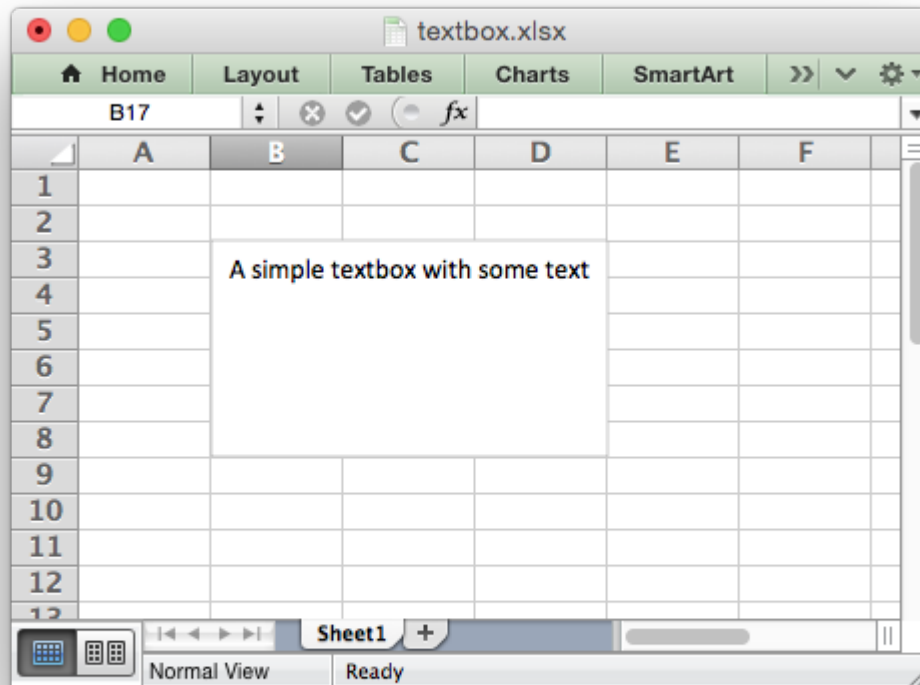 textbox.xlsx
Home Layout Tables Charts SmartArt
B17 fx
A B C D E F
1
2
3
A simple textbox with some text
4
5
6
7
8
9
10
11
12
13
Sheet1 +
Normal View Ready